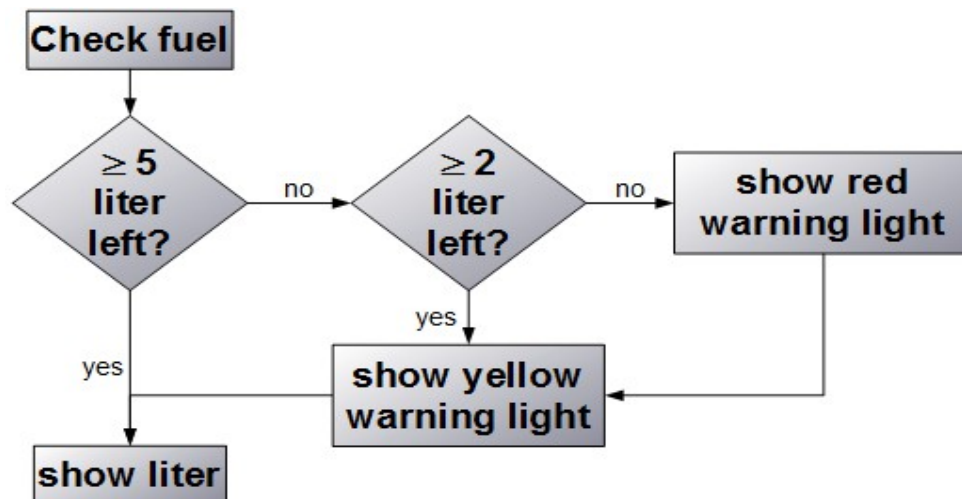 Check fuel
≥ 5
liter
left?
no
≥ 2
liter
left?
no
show red
warning light
yes
yes
show yellow
warning light
show liter